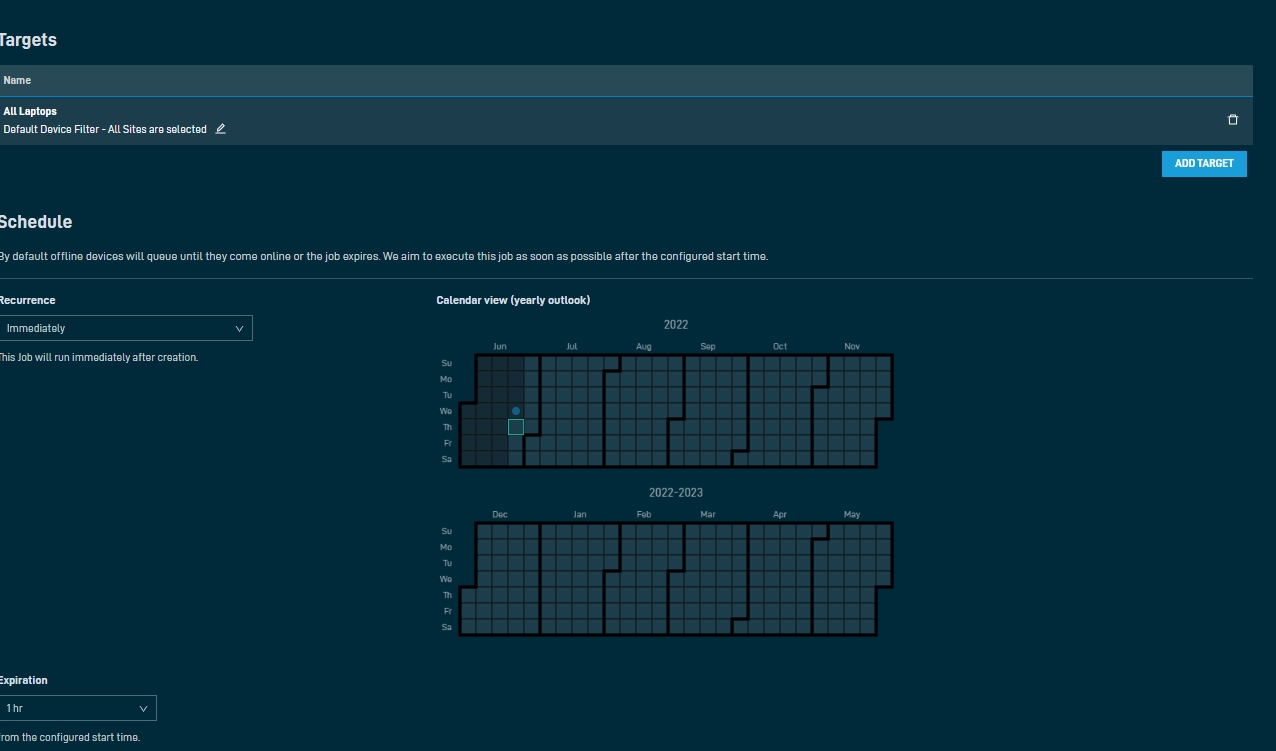 Targets
Name
All Laptops
Default Device Filter - All Sites are selected
ADD TARGET
Schedule
By default offline devices will queue until they come online or the job expires. We aim to execute this job as soon as possible after the configured start time.
Recurrence
Calendar view (yearly outlook)
Immediately
This Job will run immediately after creation.
2022
Jun Jul Aug Sep Oct Nov
Su
Mo
Tu
We
Th
Fr
Sa
2022-2023
Dec Jan Feb Mar Apr May
Su
Mo
Tu
We
Th
Fr
Sa
Expiration
1 hr
from the configured start time.